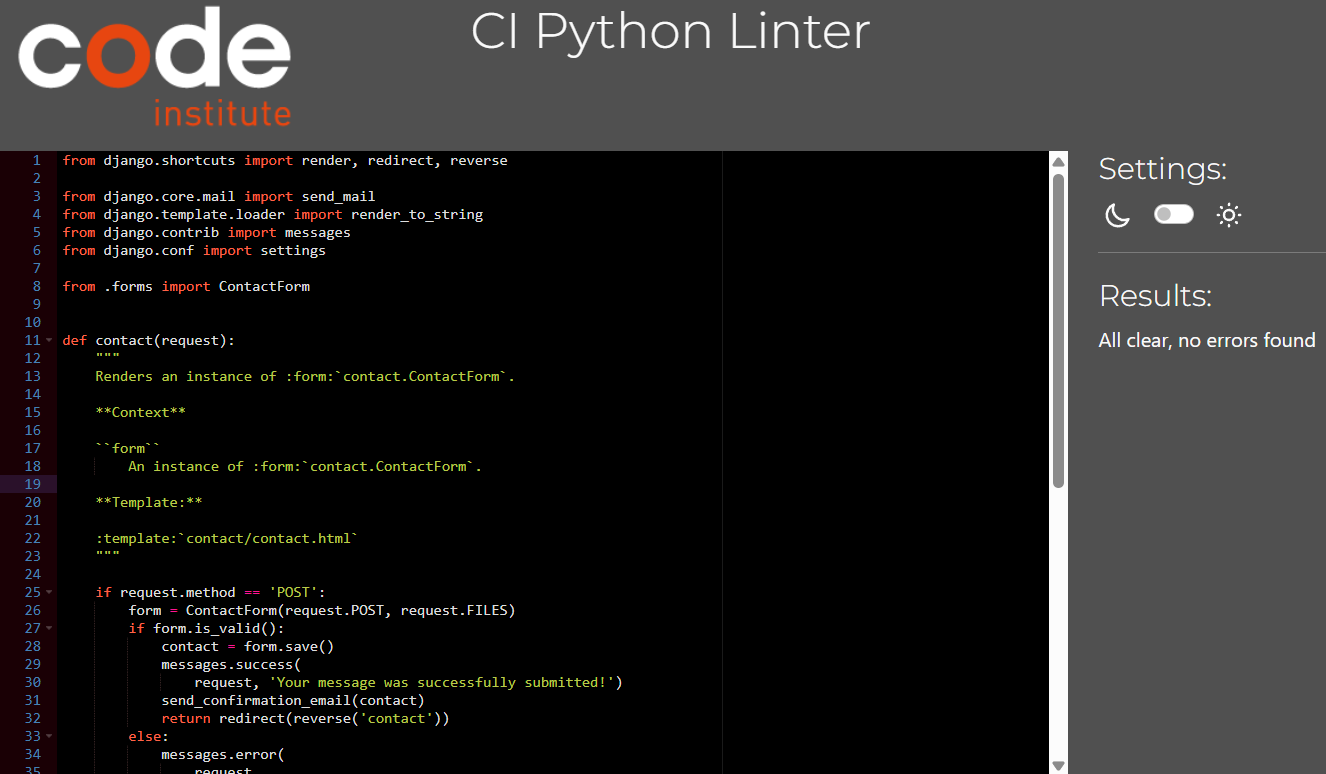 code
institute
CI Python Linter
1 from django.shortcuts import render, redirect, reverse
2
3 from django.core.mail import send_mail
4 from django.template.loader import render_to_string
5 from django.contrib import messages
6 from django.conf import settings
7
8 from .forms import ContactForm
9
10
11 def contact(request):
12     """
13     Renders an instance of :form:`contact.ContactForm`.
14
15     **Context**
16
17     ``form``
18         An instance of :form:`contact.ContactForm`.
19
20     **Template:**
21
22     :template:`contact/contact.html`
23     """
24
25     if request.method == 'POST':
26         form = ContactForm(request.POST, request.FILES)
27         if form.is_valid():
28             contact = form.save()
29             messages.success(
30                 request, 'Your message was successfully submitted!')
31             send_confirmation_email(contact)
32             return redirect(reverse('contact'))
33         else:
34             messages.error(
35                 request,
Settings:
Results:
All clear, no errors found